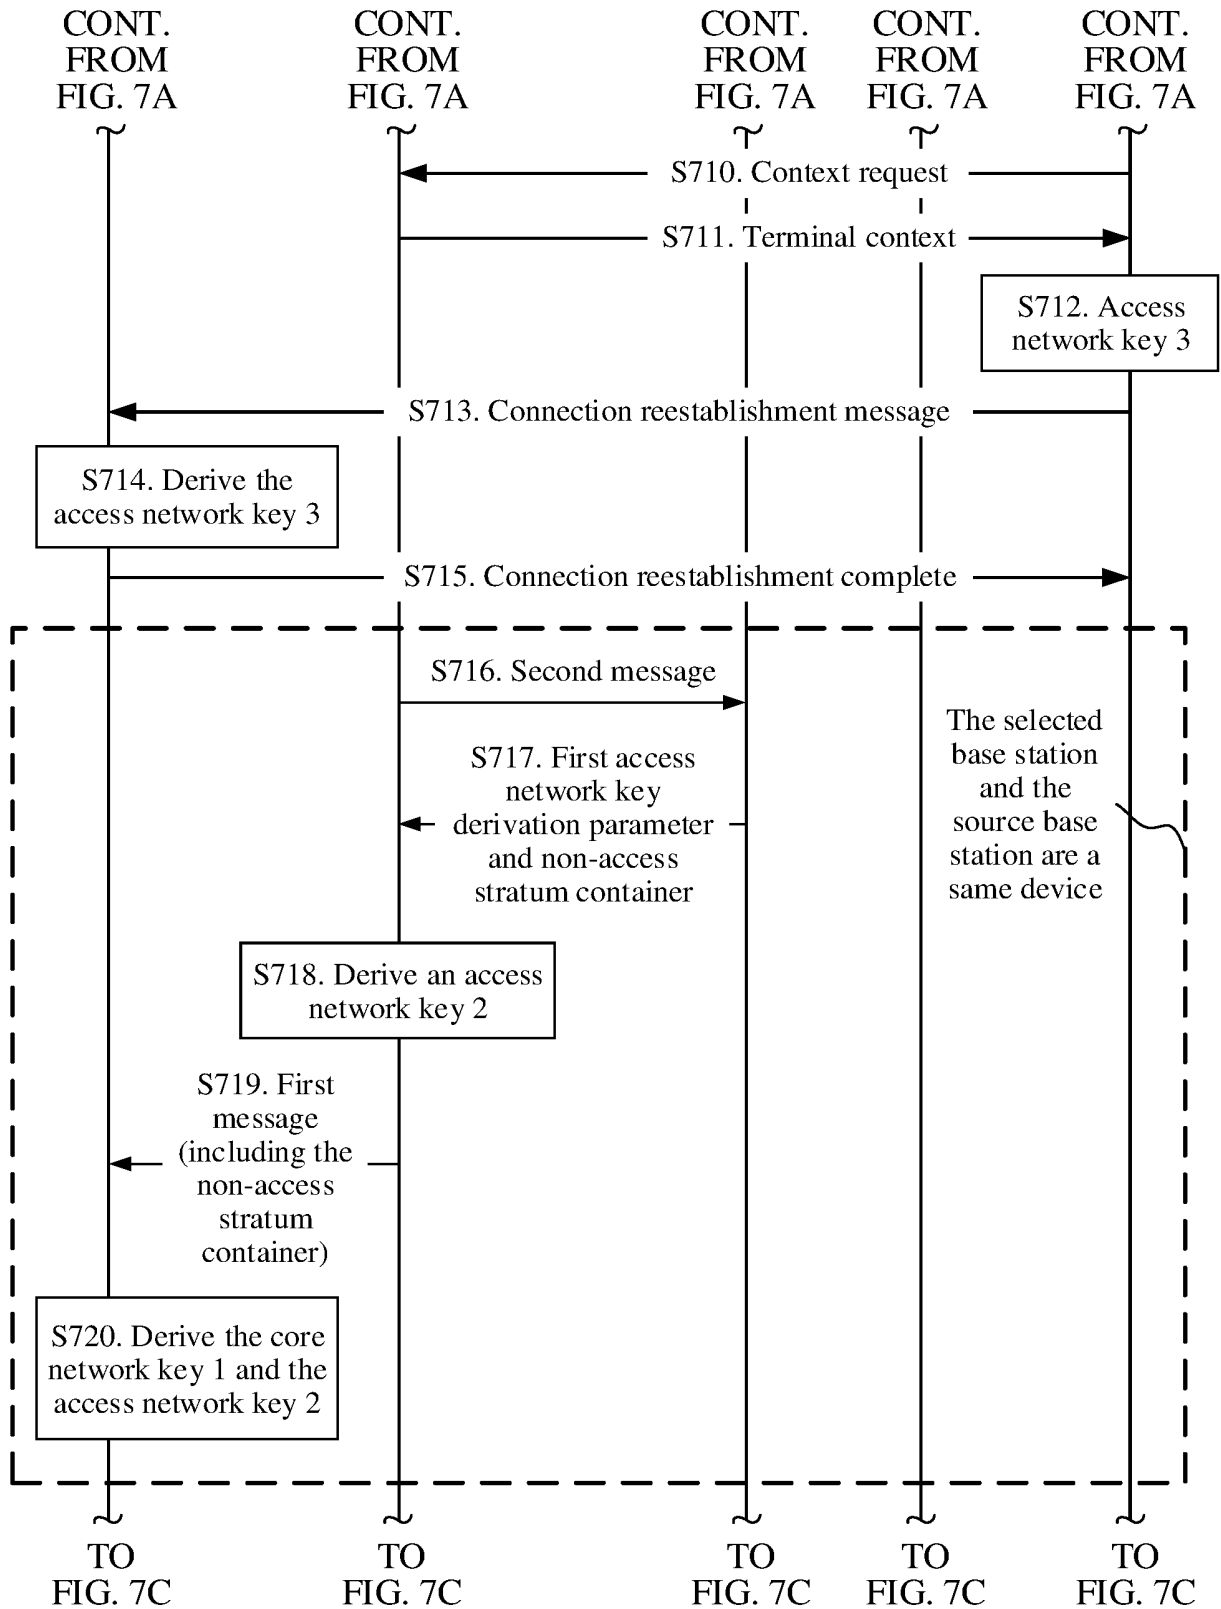 CONT.
FROM
FIG. 7A
CONT.
FROM
FIG. 7A
CONT.
FROM
FIG. 7A
CONT.
FROM
FIG. 7A
CONT.
FROM
FIG. 7A
S710. Context request
S711. Terminal context
S712. Access
network key 3
S713. Connection reestablishment message
S714. Derive the
access network key 3
S715. Connection reestablishment complete
S716. Second message
S717. First access
network key
derivation parameter
and non-access
stratum container
The selected
base station
and the
source base
station are a
same device
S718. Derive an access
network key 2
S719. First
message
(including the
non-access
stratum
container)
S720. Derive the core
network key 1 and the
access network key 2
TO
FIG. 7C
TO
FIG. 7C
TO
FIG. 7C
TO
FIG. 7C
TO
FIG. 7C